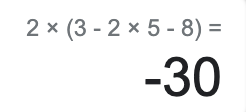 2 × (3 - 2 × 5 - 8) =
-30